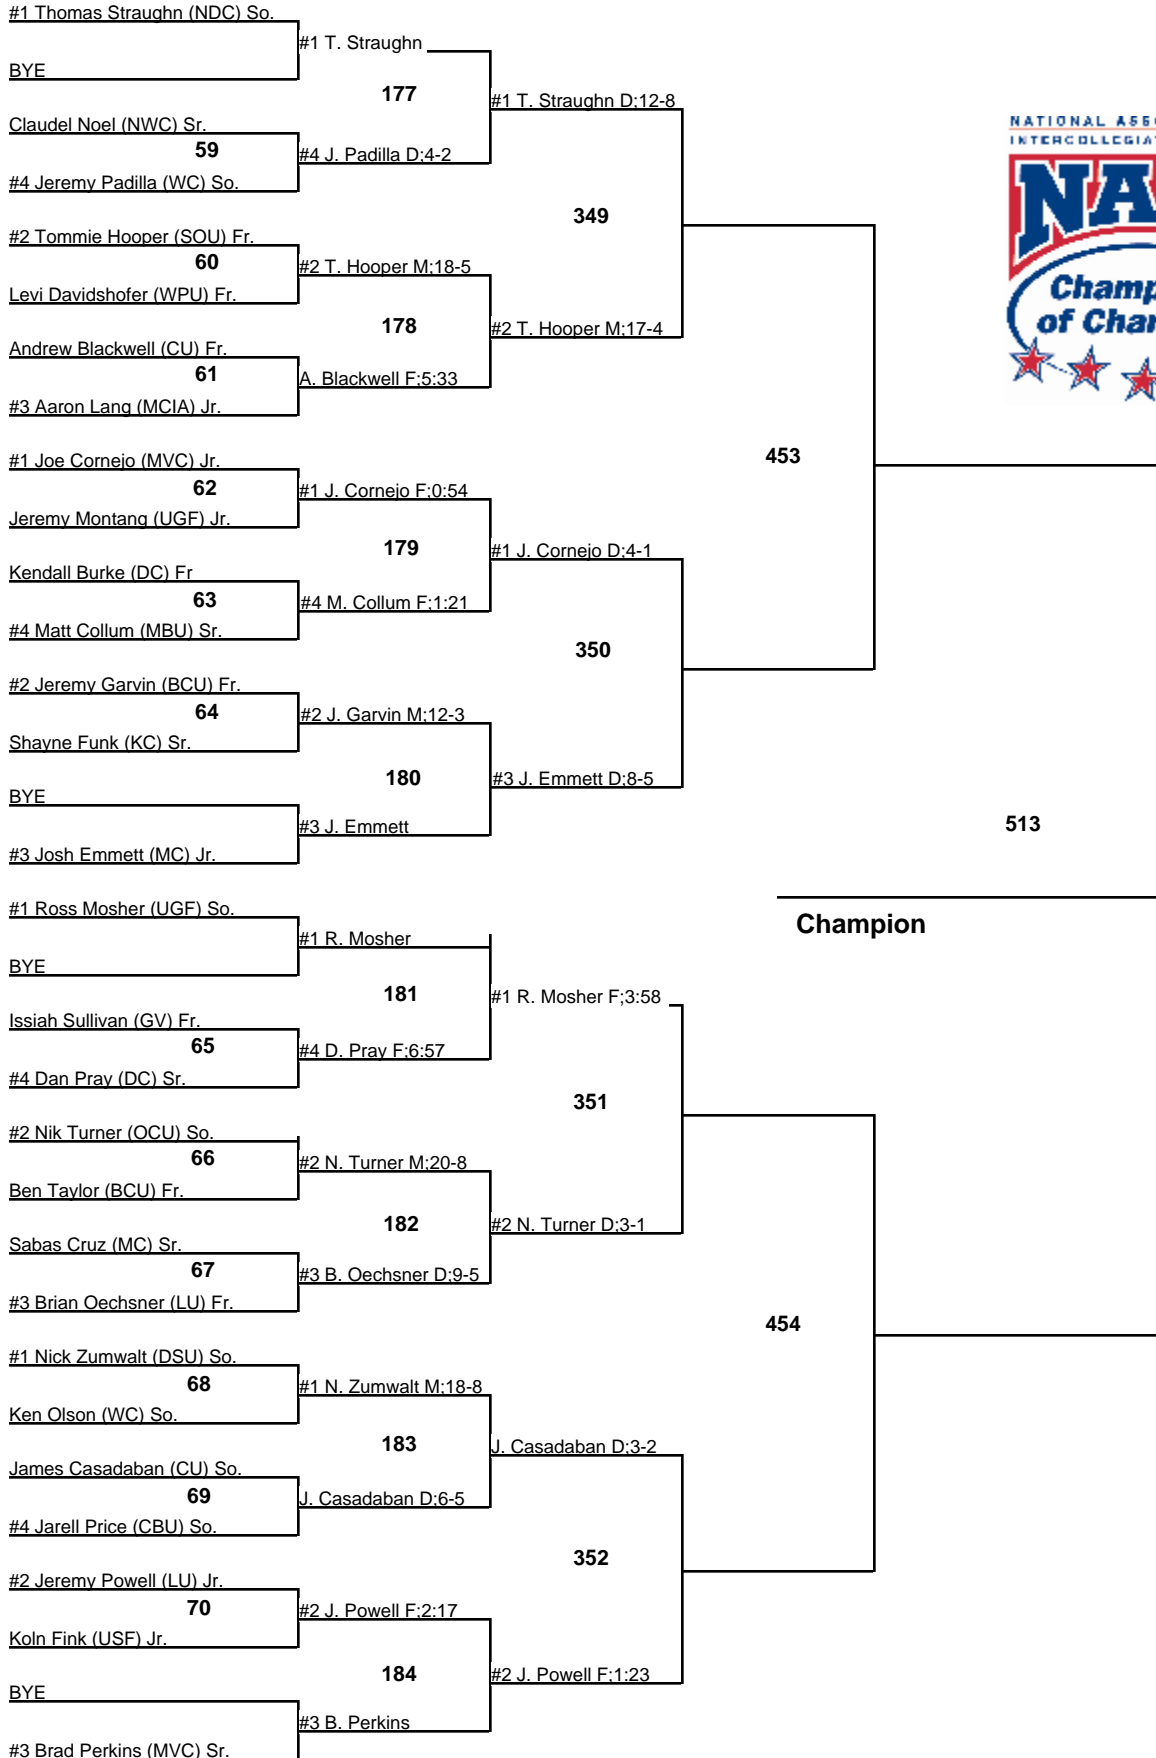 #1 Thomas Straughn (NDC) So.
#1 T. Straughn
BYE
177
#1 T. Straughn D;12-8
Claudel Noel (NWC) Sr.
59
#4 J. Padilla D;4-2
#4 Jeremy Padilla (WC) So.
349
#2 Tommie Hooper (SOU) Fr.
60
#2 T. Hooper M;18-5
Levi Davidshofer (WPU) Fr.
178
#2 T. Hooper M;17-4
Andrew Blackwell (CU) Fr.
61
A. Blackwell F;5:33
#3 Aaron Lang (MCIA) Jr.
453
#1 Joe Cornejo (MVC) Jr.
62
#1 J. Cornejo F;0:54
Jeremy Montang (UGF) Jr.
179
#1 J. Cornejo D;4-1
Kendall Burke (DC) Fr
63
#4 M. Collum F;1:21
#4 Matt Collum (MBU) Sr.
350
#2 Jeremy Garvin (BCU) Fr.
64
#2 J. Garvin M;12-3
Shayne Funk (KC) Sr.
180
#3 J. Emmett D;8-5
BYE
#3 J. Emmett
#3 Josh Emmett (MC) Jr.
513
Champion
#1 Ross Mosher (UGF) So.
#1 R. Mosher
BYE
181
#1 R. Mosher F;3:58
Issiah Sullivan (GV) Fr.
65
#4 D. Pray F;6:57
#4 Dan Pray (DC) Sr.
351
#2 Nik Turner (OCU) So.
66
#2 N. Turner M;20-8
Ben Taylor (BCU) Fr.
182
#2 N. Turner D;3-1
Sabas Cruz (MC) Sr.
67
#3 B. Oechsner D;9-5
#3 Brian Oechsner (LU) Fr.
454
#1 Nick Zumwalt (DSU) So.
68
#1 N. Zumwalt M;18-8
Ken Olson (WC) So.
183
J. Casadaban D;3-2
James Casadaban (CU) So.
69
J. Casadaban D;6-5
#4 Jarell Price (CBU) So.
352
#2 Jeremy Powell (LU) Jr.
70
#2 J. Powell F;2:17
Koln Fink (USF) Jr.
184
#2 J. Powell F;1:23
BYE
#3 B. Perkins
#3 Brad Perkins (MVC) Sr.
NATIONAL ASS
INTERCOLLEGIA
NA
Champ
of Char